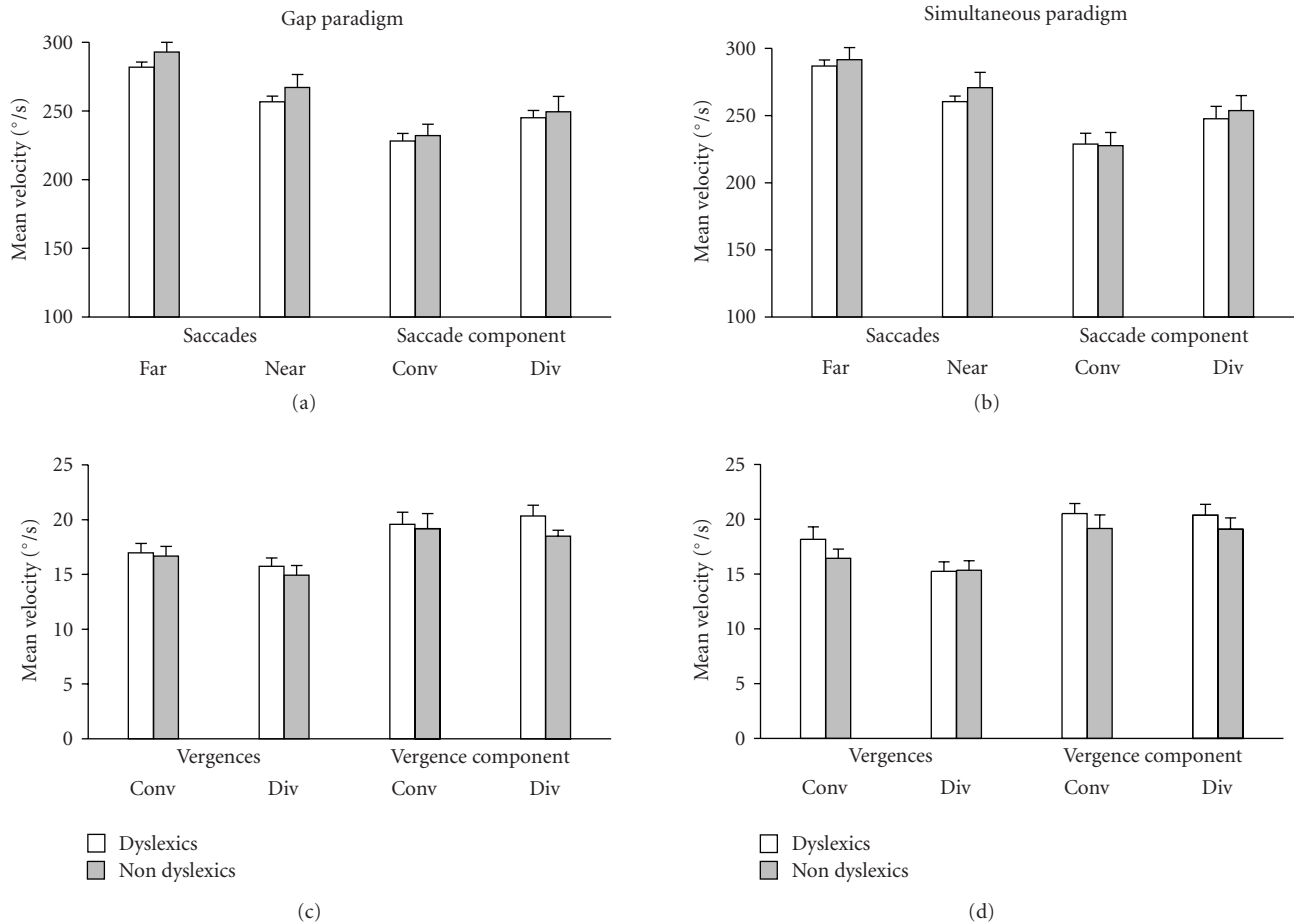 Gap paradigm
300
250
200
150
100
Mean velocity (°/s)
Saccades
Saccade component
Far
Near
Conv
Div
(a)
Simultaneous paradigm
300
250
200
150
100
Mean velocity (°/s)
Saccades
Saccade component
Far
Near
Conv
Div
(b)
25
20
15
10
5
0
Mean velocity (°/s)
Vergences
Vergence component
Conv
Div
Conv
Div
Dyslexics
Non dyslexics
(c)
25
20
15
10
5
0
Mean velocity (°/s)
Vergences
Vergence component
Conv
Div
Conv
Div
Dyslexics
Non dyslexics
(d)